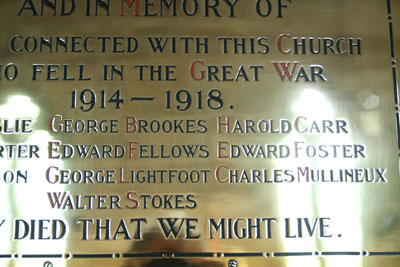 AND IN MEMORY OF
CONNECTED WITH THIS CHURCH
FELL IN THE GREAT WAR
1914 — 1918.
GEORGE BROOKES HAROLD CARR
EDWARD FELLOWS EDWARD FOSTER
GEORGE LIGHTFOOT CHARLES MULLINEUX
WALTER STOKES
DIED THAT WE MIGHT LIVE.